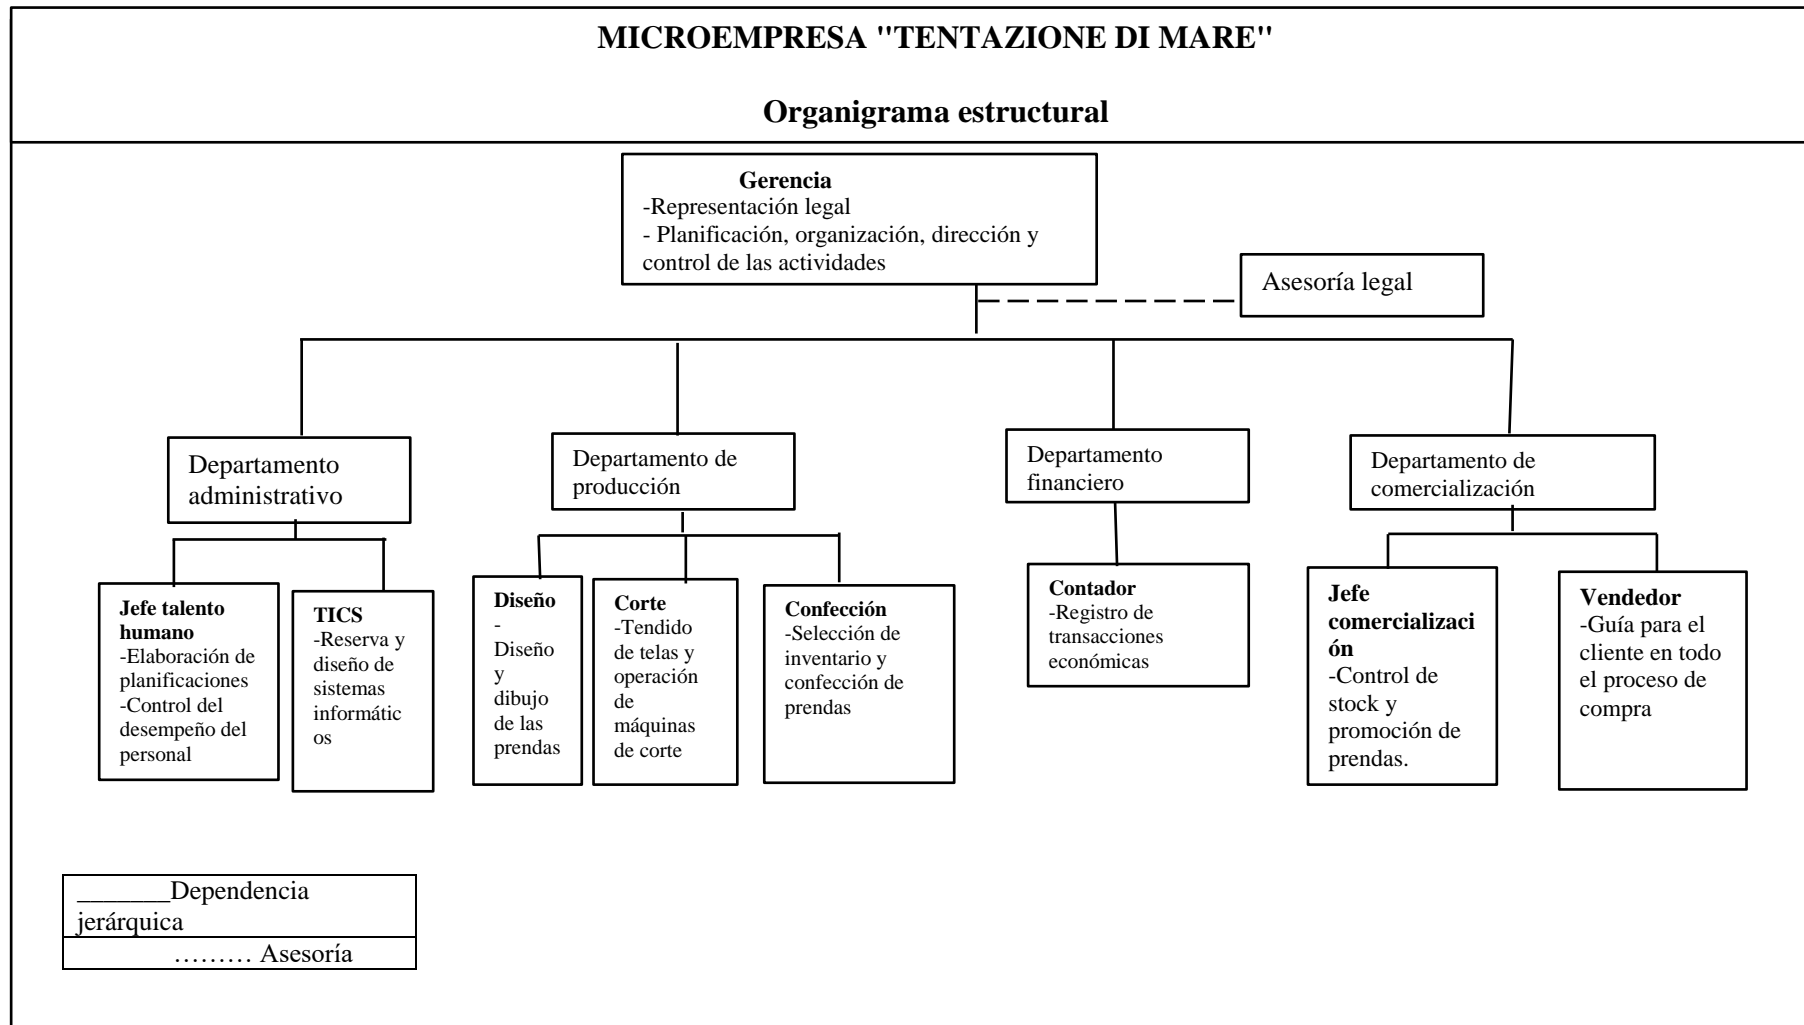 MICROEMPRESA "TENTAZIONE DI MARE"
Organigrama estructural
Gerencia
-Representación legal
- Planificación, organización, dirección y
control de las actividades
Asesoría legal
Departamento
administrativo
Departamento de
producción
Departamento
financiero
Departamento de
comercialización
Jefe talento
humano
-Elaboración de
planificaciones
-Control del
desempeño del
personal
TICS
-Reserva y
diseño de
sistemas
informátic
os
Diseño
-
Diseño
y
dibujo
de las
prendas
Corte
-Tendido
de telas y
operación
de
máquinas
de corte
Confección
-Selección de
inventario y
confección de
prendas
Contador
-Registro de
transacciones
económicas
Jefe
comercializaci
ón
-Control de
stock y
promoción de
prendas.
Vendedor
-Guía para el
cliente en todo
el proceso de
compra
_______Dependencia
jerárquica
……… Asesoría